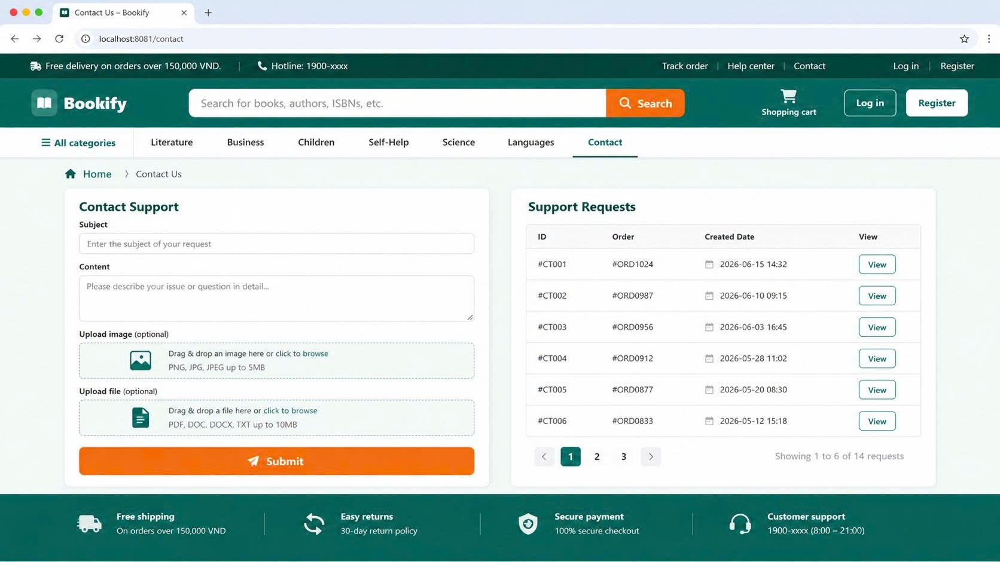 Contact Us – Bookify
localhost:8081/contact
Free delivery on orders over 150,000 VND. | Hotline: 1900-xxxx
Track order | Help center | Contact
Log in | Register
Bookify
Search for books, authors, ISBNs, etc.
Search
Shopping cart
Log in
Register
All categories
Literature
Business
Children
Self-Help
Science
Languages
Contact
Home > Contact Us
Contact Support
Subject
Enter the subject of your request
Content
Please describe your issue or question in detail...
Upload image (optional)
Drag & drop an image here or click to browse
PNG, JPG, JPEG up to 5MB
Upload file (optional)
Drag & drop a file here or click to browse
PDF, DOC, DOCX, TXT up to 10MB
Submit
Support Requests
ID Order Created Date View
#CT001 #ORD1024 2026-06-15 14:32 View
#CT002 #ORD0987 2026-06-10 09:15 View
#CT003 #ORD0956 2026-06-03 16:45 View
#CT004 #ORD0912 2026-05-28 11:02 View
#CT005 #ORD0877 2026-05-20 08:30 View
#CT006 #ORD0833 2026-05-12 15:18 View
< 1 2 3 >
Showing 1 to 6 of 14 requests
Free shipping
On orders over 150,000 VND
Easy returns
30-day return policy
Secure payment
100% secure checkout
Customer support
1900-xxxx (8:00 – 21:00)